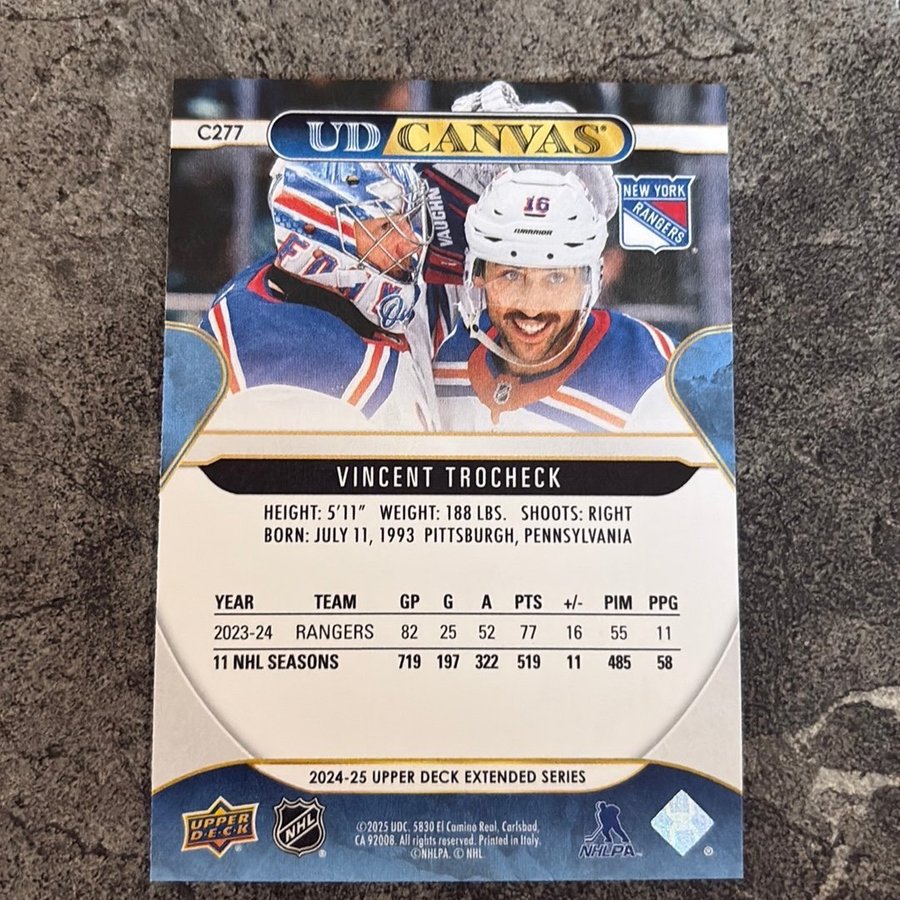 C277
UD CANVAS®
16
WARRIOR
VAUGHN
NEW YORK
RANGERS
VINCENT TROCHECK
HEIGHT: 5'11" WEIGHT: 188 LBS. SHOOTS: RIGHT
BORN: JULY 11, 1993 PITTSBURGH, PENNSYLVANIA
YEAR TEAM GP G A PTS +/- PIM PPG
2023-24 RANGERS 82 25 52 77 16 55 11
11 NHL SEASONS 719 197 322 519 11 485 58
2024-25 UPPER DECK EXTENDED SERIES
UPPER
D·E·C·K
®
NHL
®
©2025 UDC. 5830 El Camino Real, Carlsbad,
CA 92008. All rights reserved. Printed in Italy.
©NHLPA. © NHL.
NHLPA
®